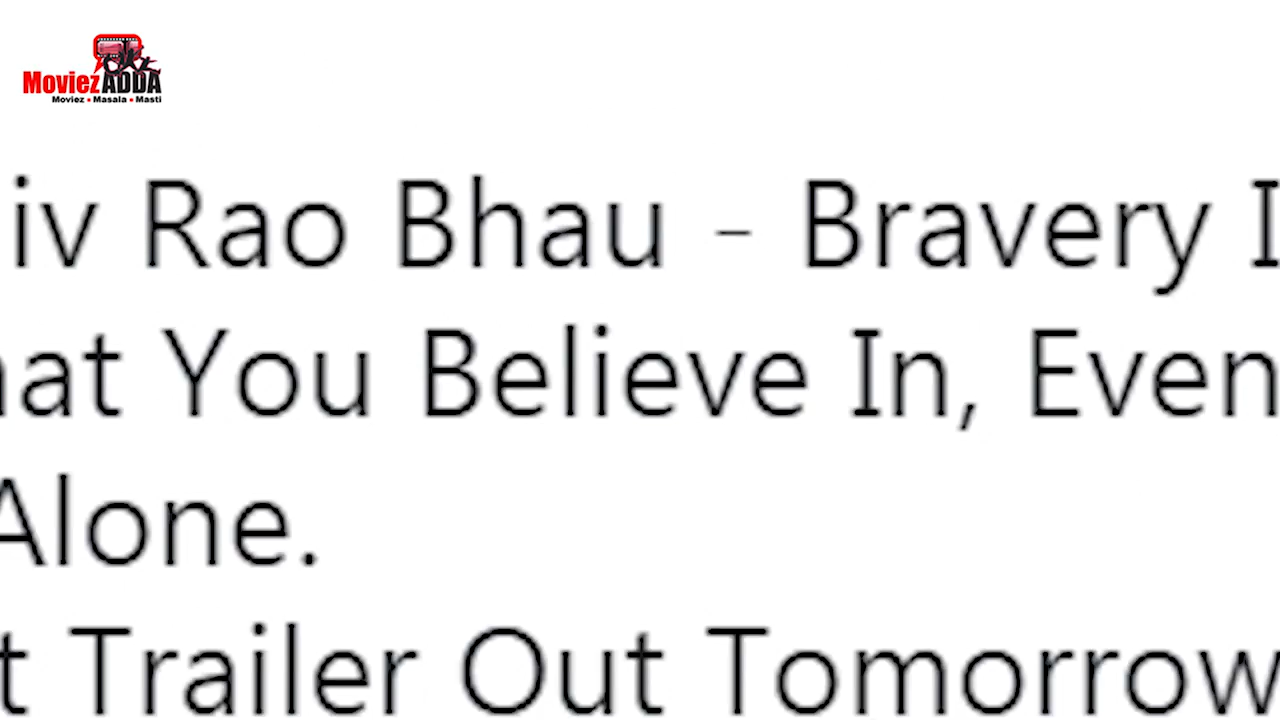 MoviezADDA
Moviez • Masala • Masti
iv Rao Bhau - Bravery I
hat You Believe In, Even
Alone.
t Trailer Out Tomorrow